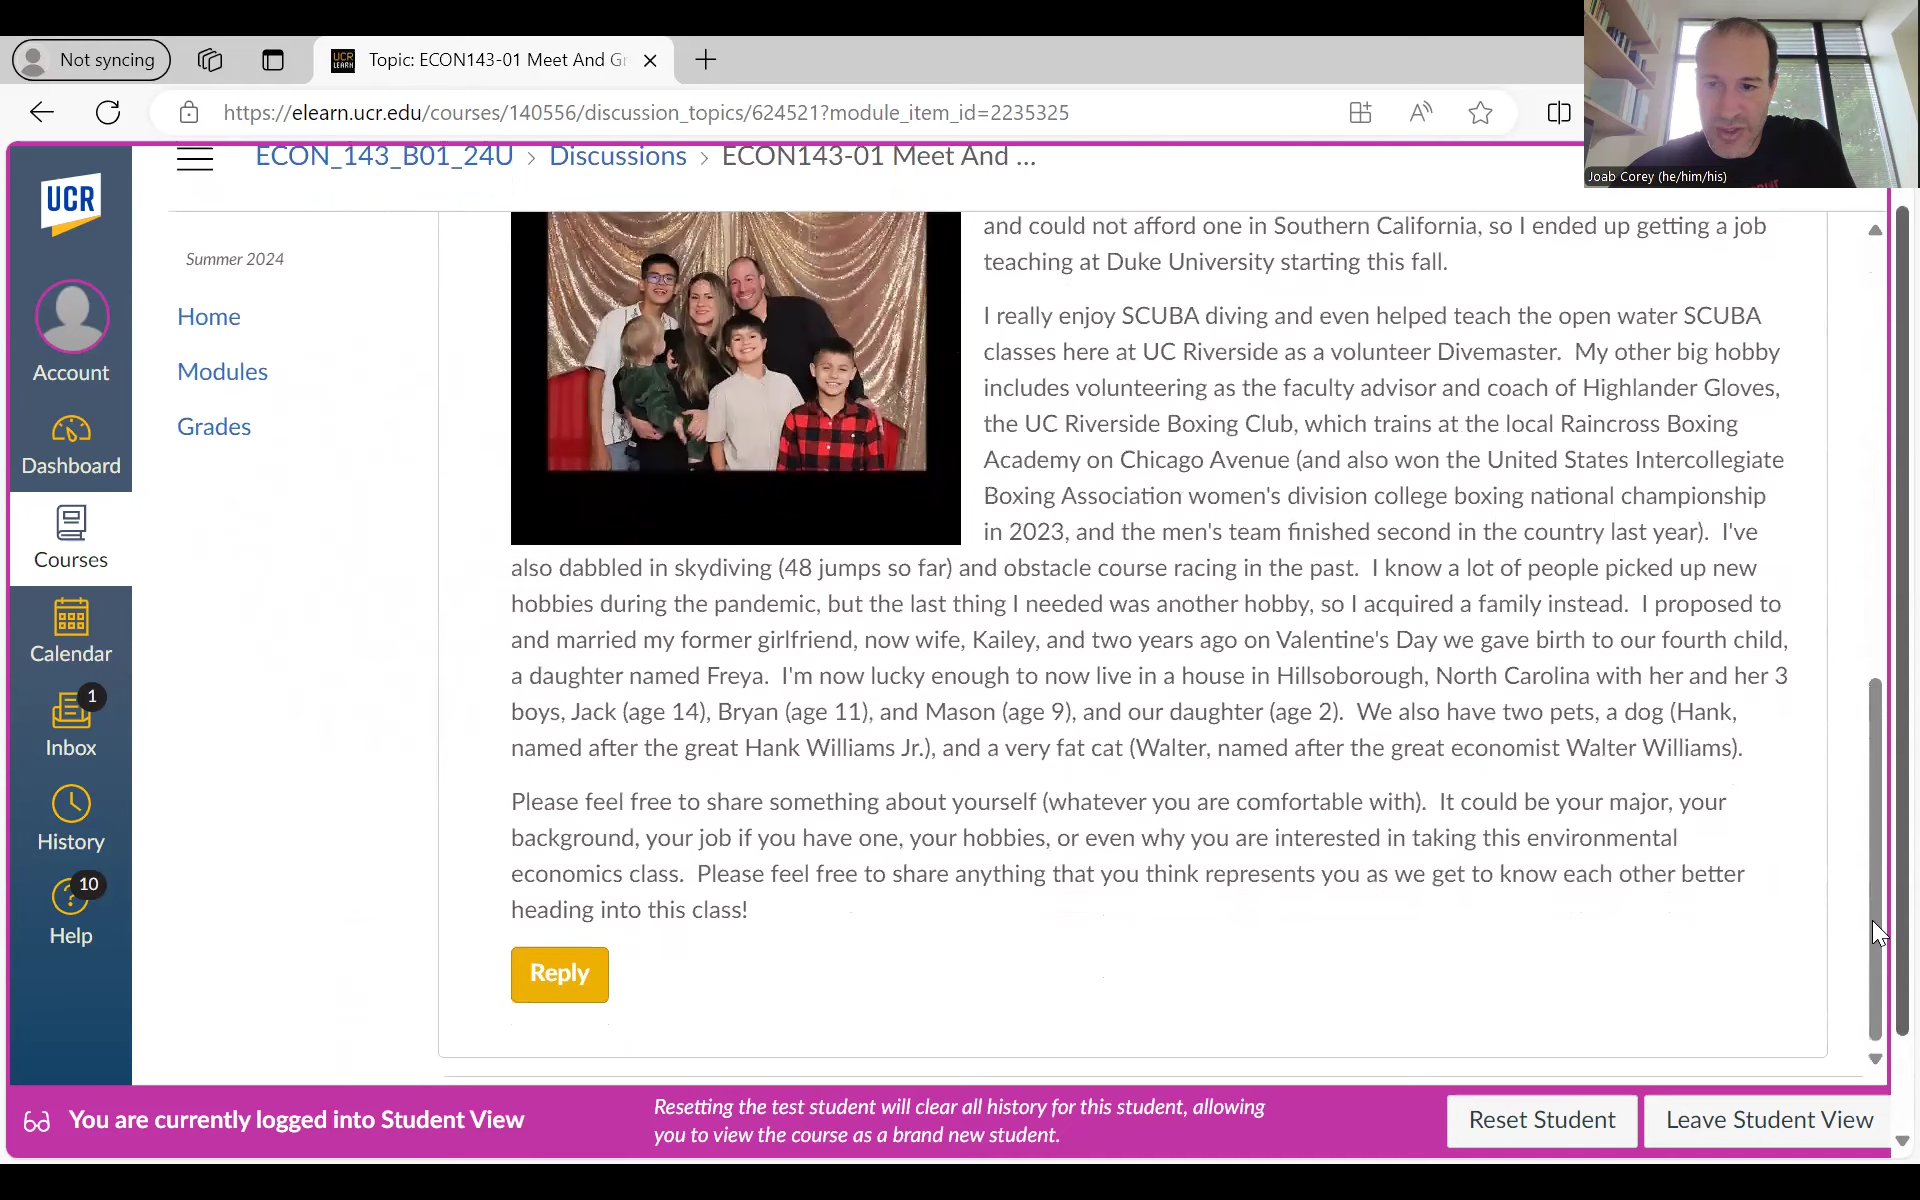 Not syncing
Topic: ECON143-01 Meet And Gr
https://elearn.ucr.edu/courses/140556/discussion_topics/624521?module_item_id=2235325
Joab Corey (he/him/his)
ECON_143_B01_24U > Discussions > ECON143-01 Meet And ...
UCR
Account
Dashboard
Courses
Calendar
1
Inbox
History
10
Help
Summer 2024
Home
Modules
Grades
and could not afford one in Southern California, so I ended up getting a job
teaching at Duke University starting this fall.
I really enjoy SCUBA diving and even helped teach the open water SCUBA
classes here at UC Riverside as a volunteer Divemaster.  My other big hobby
includes volunteering as the faculty advisor and coach of Highlander Gloves,
the UC Riverside Boxing Club, which trains at the local Raincross Boxing
Academy on Chicago Avenue (and also won the United States Intercollegiate
Boxing Association women's division college boxing national championship
in 2023, and the men's team finished second in the country last year).  I've
also dabbled in skydiving (48 jumps so far) and obstacle course racing in the past.  I know a lot of people picked up new
hobbies during the pandemic, but the last thing I needed was another hobby, so I acquired a family instead.  I proposed to
and married my former girlfriend, now wife, Kailey, and two years ago on Valentine's Day we gave birth to our fourth child,
a daughter named Freya.  I'm now lucky enough to now live in a house in Hillsoborough, North Carolina with her and her 3
boys, Jack (age 14), Bryan (age 11), and Mason (age 9), and our daughter (age 2).  We also have two pets, a dog (Hank,
named after the great Hank Williams Jr.), and a very fat cat (Walter, named after the great economist Walter Williams).
Please feel free to share something about yourself (whatever you are comfortable with).  It could be your major, your
background, your job if you have one, your hobbies, or even why you are interested in taking this environmental
economics class.  Please feel free to share anything that you think represents you as we get to know each other better
heading into this class!
Reply
You are currently logged into Student View
Resetting the test student will clear all history for this student, allowing
you to view the course as a brand new student.
Reset Student
Leave Student View